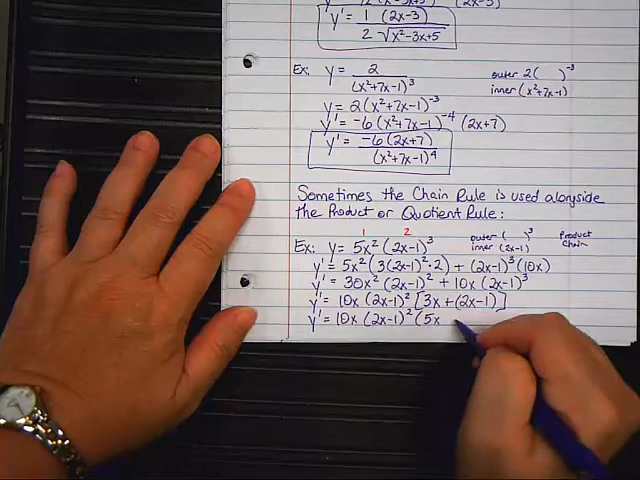 y' = 1 (2x-3)
2 √x²-3x+5
Ex: y = 2 outer 2( )⁻³
(x²+7x-1)³ inner (x²+7x-1)
y = 2(x²+7x-1)⁻³
y' = -6(x²+7x-1)⁻⁴ (2x+7)
y' = -6(2x+7)
(x²+7x-1)⁴
Sometimes the Chain Rule is used alongside
the Product or Quotient Rule:
1 2
Ex: y = 5x² (2x-1)³ outer ( )³ Product
inner (2x-1) Chain
y' = 5x² (3(2x-1)²·2) + (2x-1)³(10x)
y' = 30x² (2x-1)² + 10x (2x-1)³
y' = 10x (2x-1)² [3x+(2x-1)]
y' = 10x (2x-1)² (5x